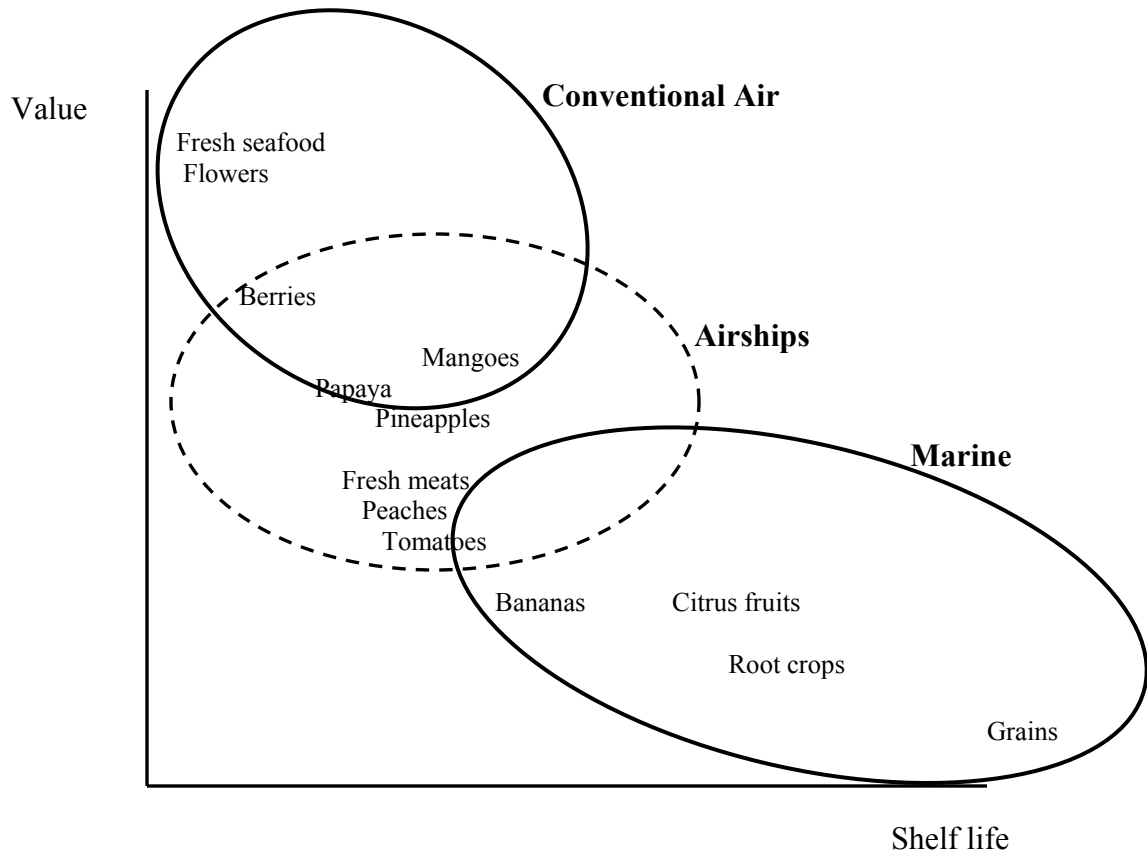 Conventional Air
Value
Fresh seafood
Flowers
Berries
Airships
Mangoes
Papaya
Pineapples
Marine
Fresh meats
Peaches
Tomatoes
Bananas
Citrus fruits
Root crops
Grains
Shelf life